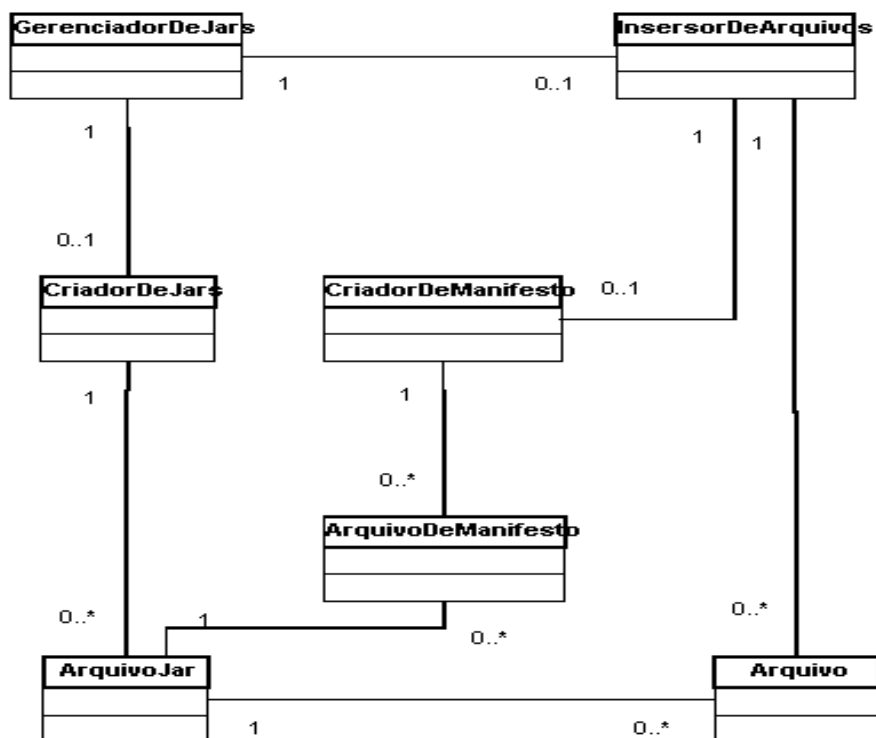 GerenciadorDeJars
InsersorDeArquivos
1
0..1
1
1
1
0..1
CriadorDeJars
CriadorDeManifesto
0..1
1
1
0..*
ArquivoDeManifesto
0..*
1
0..*
0..*
ArquivoJar
Arquivo
1
0..*